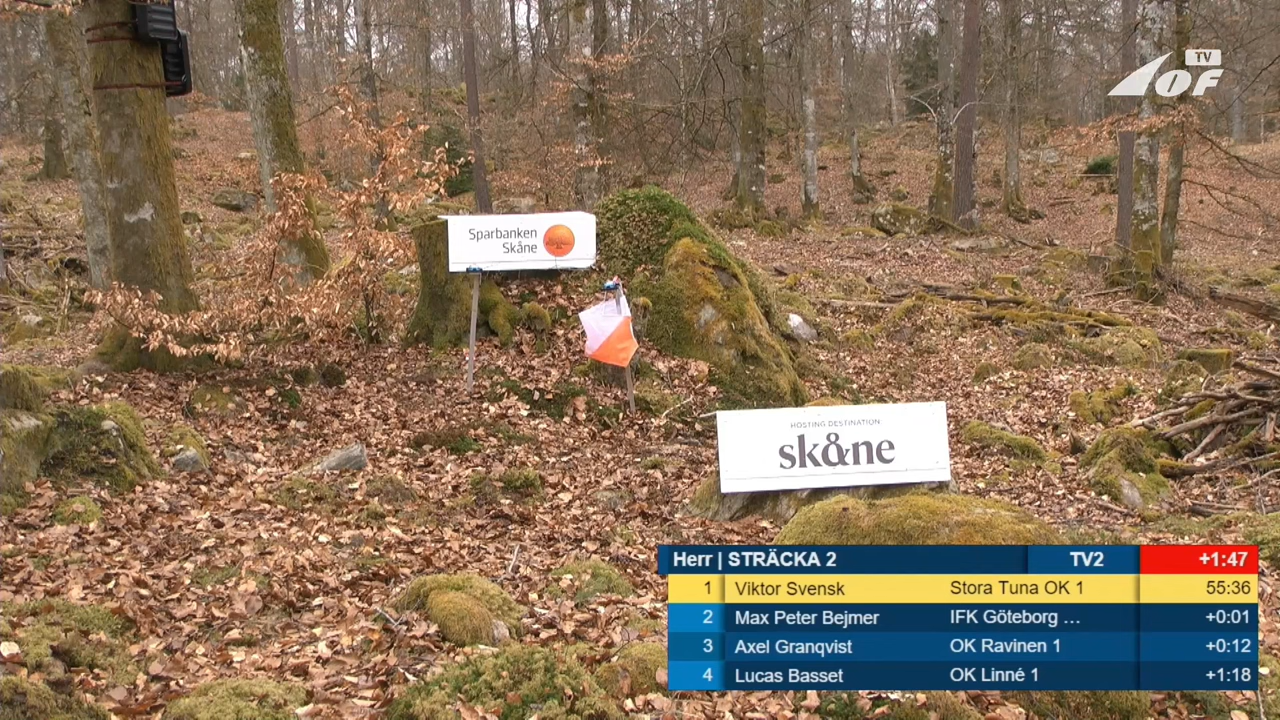 TV
OF
Sparbanken
Skåne
HOSTING DESTINATION:
skåne
Herr | STRÄCKA 2 TV2 +1:47
1 Viktor Svensk Stora Tuna OK 1 55:36
2 Max Peter Bejmer IFK Göteborg ... +0:01
3 Axel Granqvist OK Ravinen 1 +0:12
4 Lucas Basset OK Linné 1 +1:18